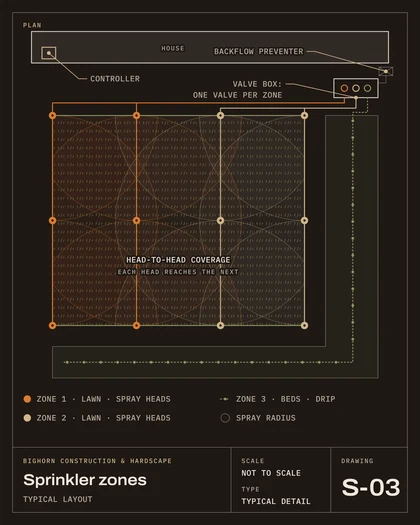 PLAN
HOUSE
BACKFLOW PREVENTER
CONTROLLER
VALVE BOX:
ONE VALVE PER ZONE
HEAD-TO-HEAD COVERAGE
EACH HEAD REACHES THE NEXT
ZONE 1 · LAWN · SPRAY HEADS
ZONE 2 · LAWN · SPRAY HEADS
ZONE 3 · BEDS · DRIP
SPRAY RADIUS
BIGHORN CONSTRUCTION & HARDSCAPE
Sprinkler zones
TYPICAL LAYOUT
SCALE
NOT TO SCALE
TYPE
TYPICAL DETAIL
DRAWING
S-03